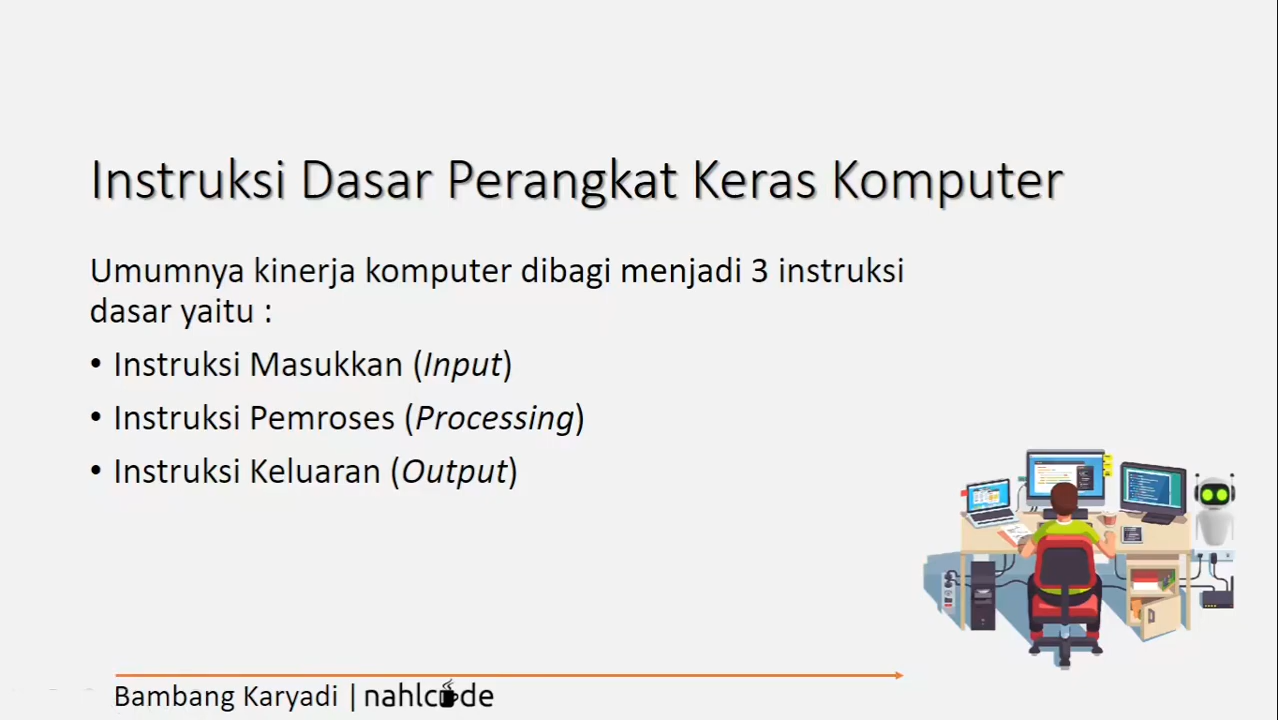 Instruksi Dasar Perangkat Keras Komputer
Umumnya kinerja komputer dibagi menjadi 3 instruksi
dasar yaitu :
• Instruksi Masukkan (Input)
• Instruksi Pemroses (Processing)
• Instruksi Keluaran (Output)
Bambang Karyadi | nahlcode